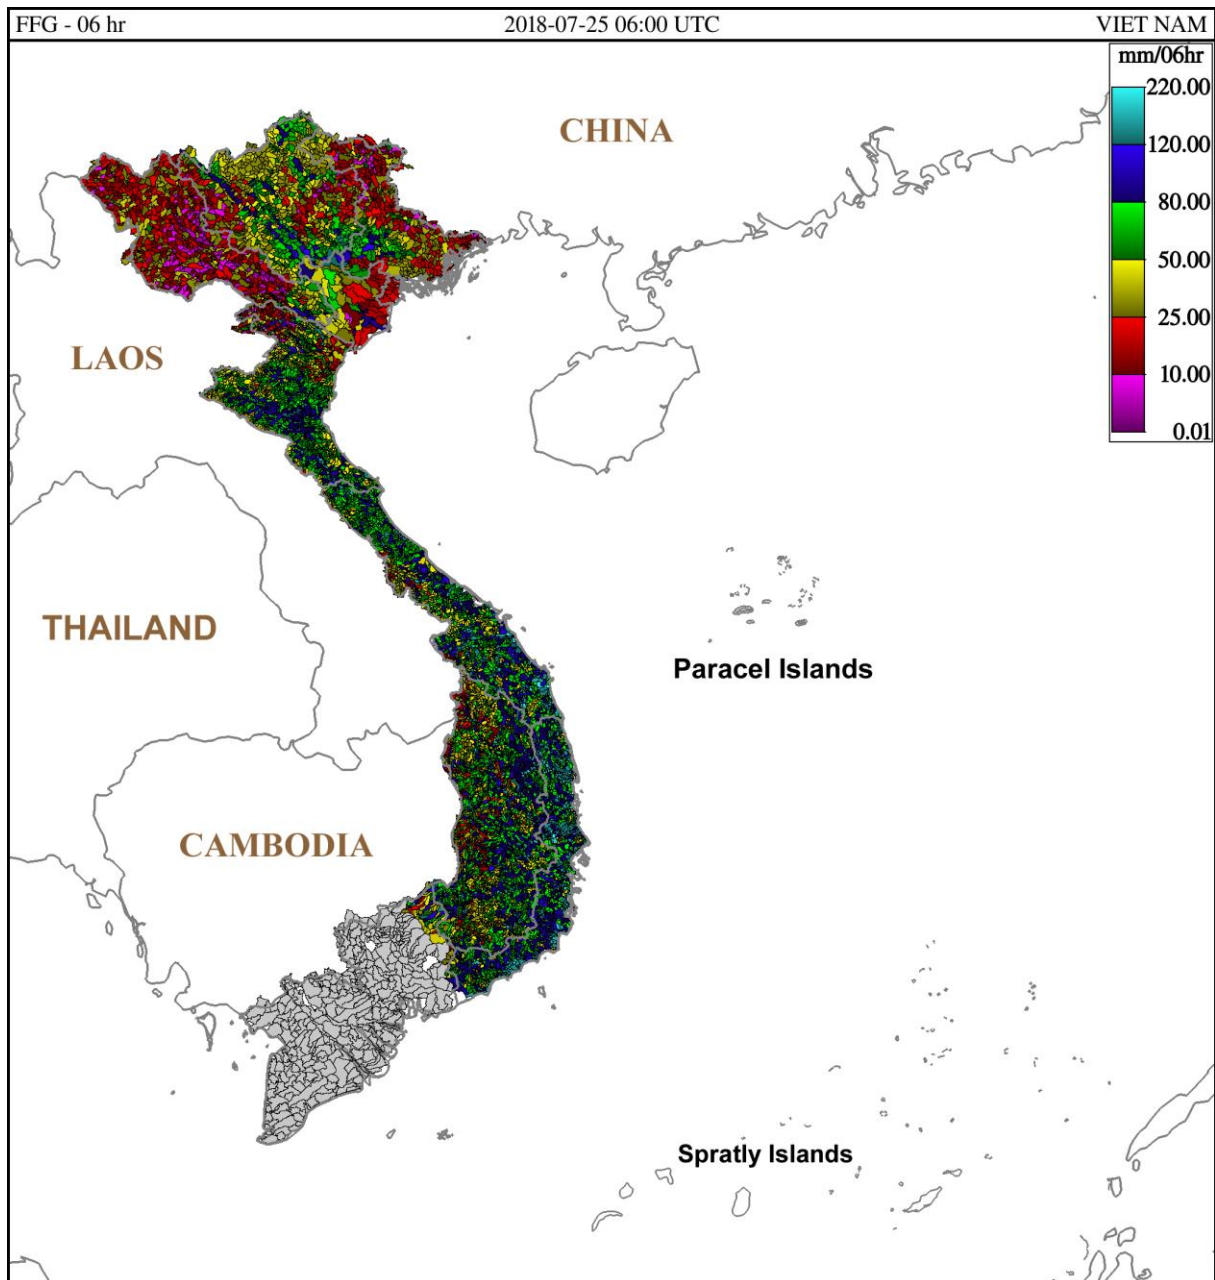 FFG - 06 hr
2018-07-25 06:00 UTC
VIET NAM
mm/06hr
220.00
120.00
80.00
50.00
25.00
10.00
0.01
CHINA
LAOS
THAILAND
Paracel Islands
CAMBODIA
Spratly Islands